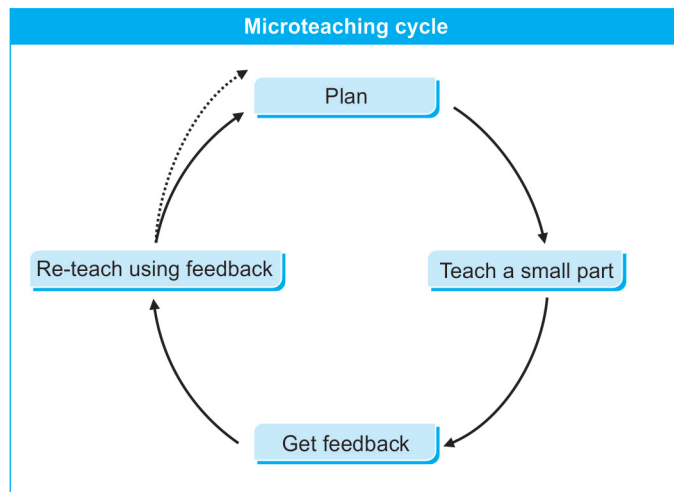 Microteaching cycle
Plan
Teach a small part
Get feedback
Re-teach using feedback